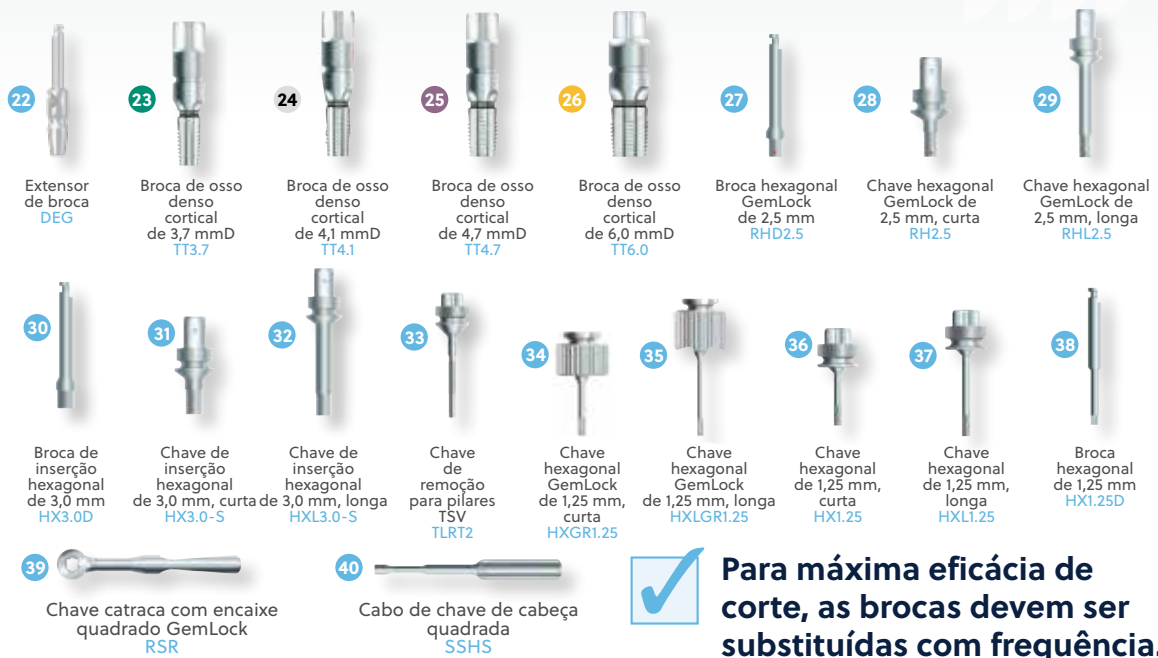 22
23
24
25
26
27
28
29
Extensor
de broca
DEG
Broca de osso
denso
cortical
de 3,7 mmD
TT3.7
Broca de osso
denso
cortical
de 4,1 mmD
TT4.1
Broca de osso
denso
cortical
de 4,7 mmD
TT4.7
Broca de osso
denso
cortical
de 6,0 mmD
TT6.0
Broca hexagonal
GemLock
de 2,5 mm
RHD2.5
Chave hexagonal
GemLock de
2,5 mm, curta
RH2.5
Chave hexagonal
GemLock de
2,5 mm, longa
RHL2.5
30
31
32
33
34
35
36
37
38
Broca de
inserção
hexagonal
de 3,0 mm
HX3.0D
Chave de
inserção
hexagonal
de 3,0 mm, curta
HX3.0-S
Chave de
inserção
hexagonal
de 3,0 mm, longa
HXL3.0-S
Chave
de
remoção
para pilares
TSV
TLRT2
Chave
hexagonal
GemLock
de 1,25 mm,
curta
HXGR1.25
Chave
hexagonal
GemLock
de 1,25 mm, longa
HXLGR1.25
Chave
hexagonal
de 1,25 mm,
curta
HX1.25
Chave
hexagonal
de 1,25 mm,
longa
HXL1.25
Broca
hexagonal
de 1,25 mm
HX1.25D
39
Chave catraca com encaixe
quadrado GemLock
RSR
40
Cabo de chave de cabeça
quadrada
SSHS
Para máxima eficácia de
corte, as brocas devem ser
substituídas com frequência.